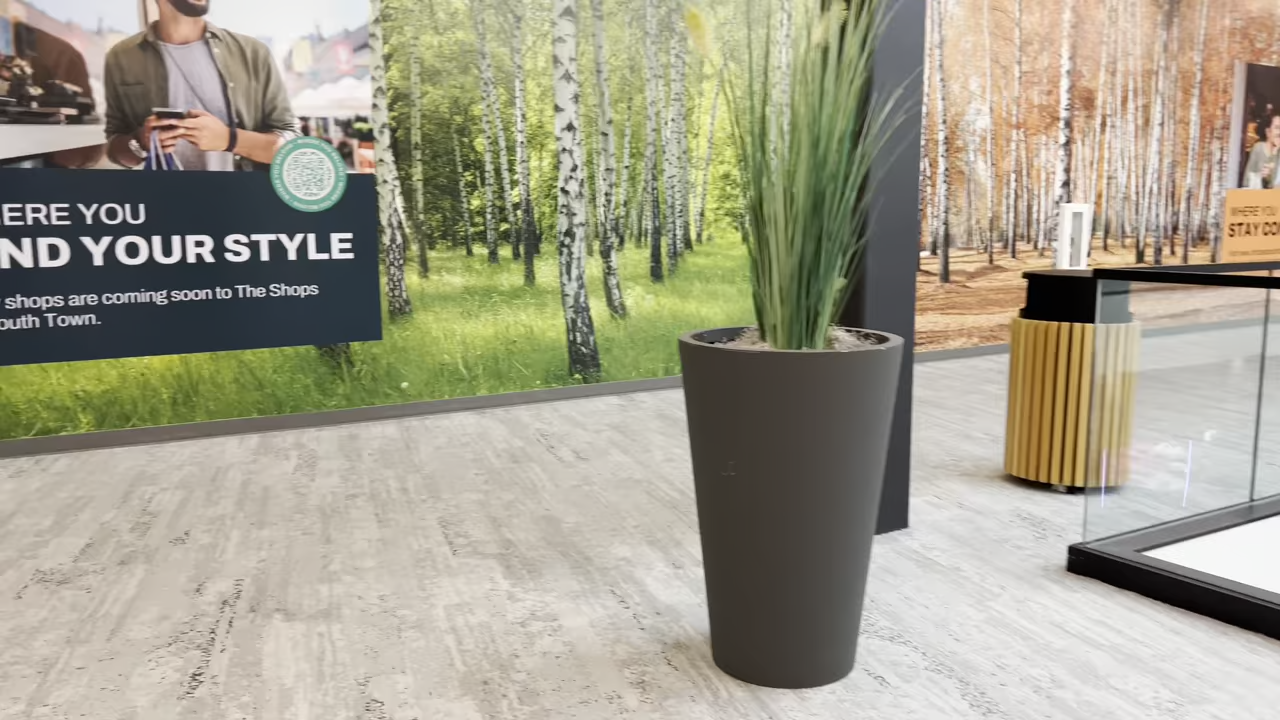 ERE YOU
ND YOUR STYLE
shops are coming soon to The Shops
outh Town.
WHERE YOU
STAY CO